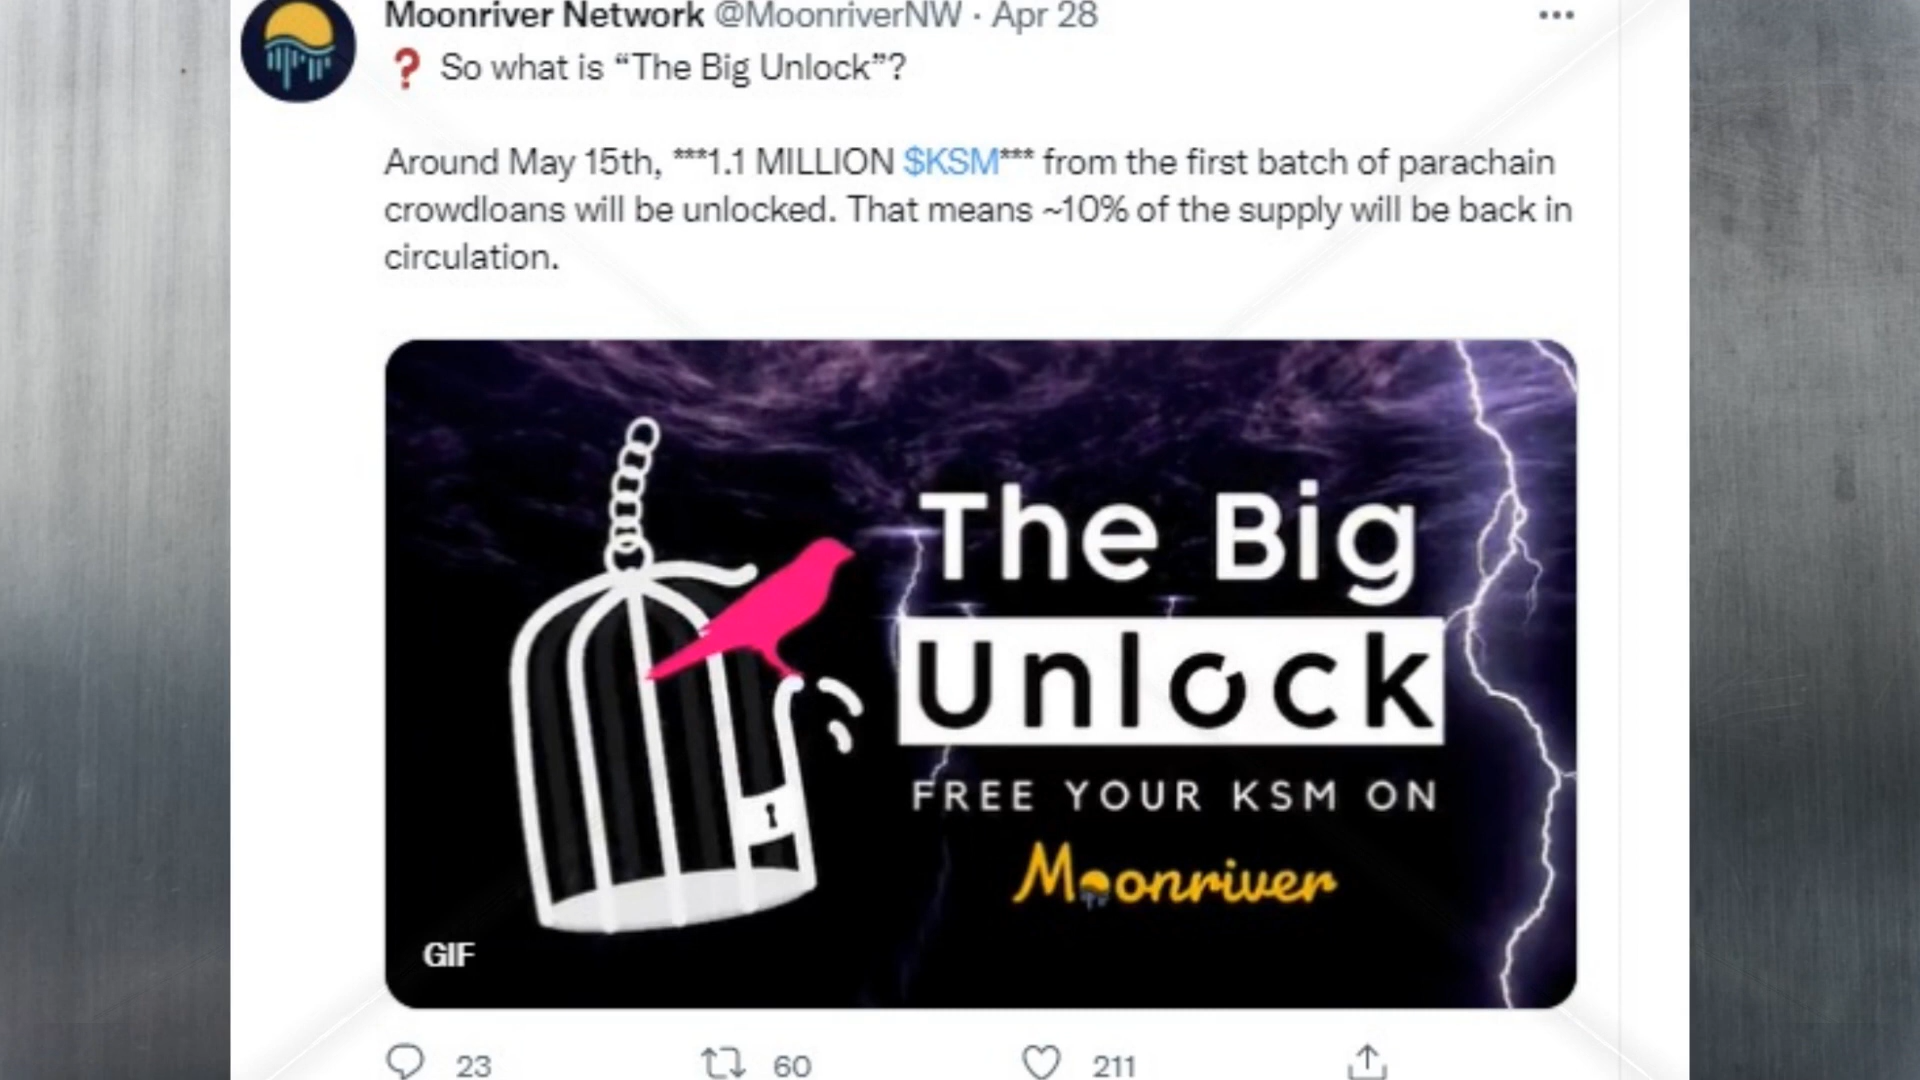 Moonriver Network @MoonriverNW · Apr 28
❓ So what is “The Big Unlock”?
Around May 15th, ***1.1 MILLION $KSM*** from the first batch of parachain
crowdloans will be unlocked. That means ~10% of the supply will be back in
circulation.
The Big
Unlock
FREE YOUR KSM ON
Moonriver
GIF
23 60 211